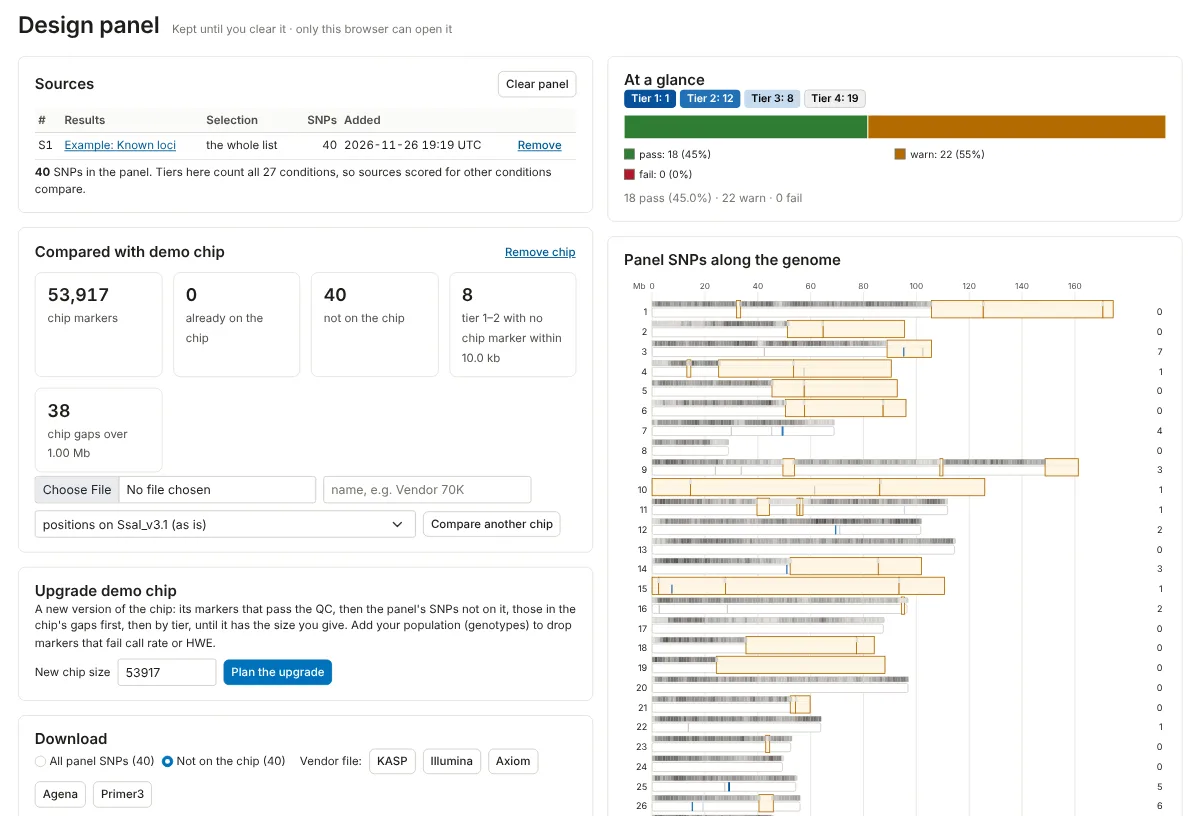 Design panel Kept until you clear it · only this browser can open it
Sources
Clear panel
# Results Selection SNPs Added
S1 Example: Known loci the whole list 40 2026-11-26 19:19 UTC Remove
40 SNPs in the panel. Tiers here count all 27 conditions, so sources scored for other conditions
compare.
Compared with demo chip
Remove chip
53,917
chip markers
0
already on the
chip
40
not on the chip
8
tier 1–2 with no
chip marker within
10.0 kb
38
chip gaps over
1.00 Mb
Choose File No file chosen
name, e.g. Vendor 70K
positions on Ssal_v3.1 (as is)
Compare another chip
Upgrade demo chip
A new version of the chip: its markers that pass the QC, then the panel's SNPs not on it, those in the
chip's gaps first, then by tier, until it has the size you give. Add your population (genotypes) to drop
markers that fail call rate or HWE.
New chip size 53917 Plan the upgrade
Download
All panel SNPs (40) Not on the chip (40) Vendor file: KASP Illumina Axiom
Agena Primer3
At a glance
Tier 1: 1 Tier 2: 12 Tier 3: 8 Tier 4: 19
pass: 18 (45%) warn: 22 (55%)
fail: 0 (0%)
18 pass (45.0%) · 22 warn · 0 fail
Panel SNPs along the genome
Mb 0 20 40 60 80 100 120 140 160
1 0
2 0
3 7
4 1
5 0
6 0
7 4
8 0
9 3
10 1
11 1
12 2
13 0
14 3
15 1
16 2
17 0
18 0
19 0
20 0
21 0
22 1
23 0
24 0
25 5
26 6